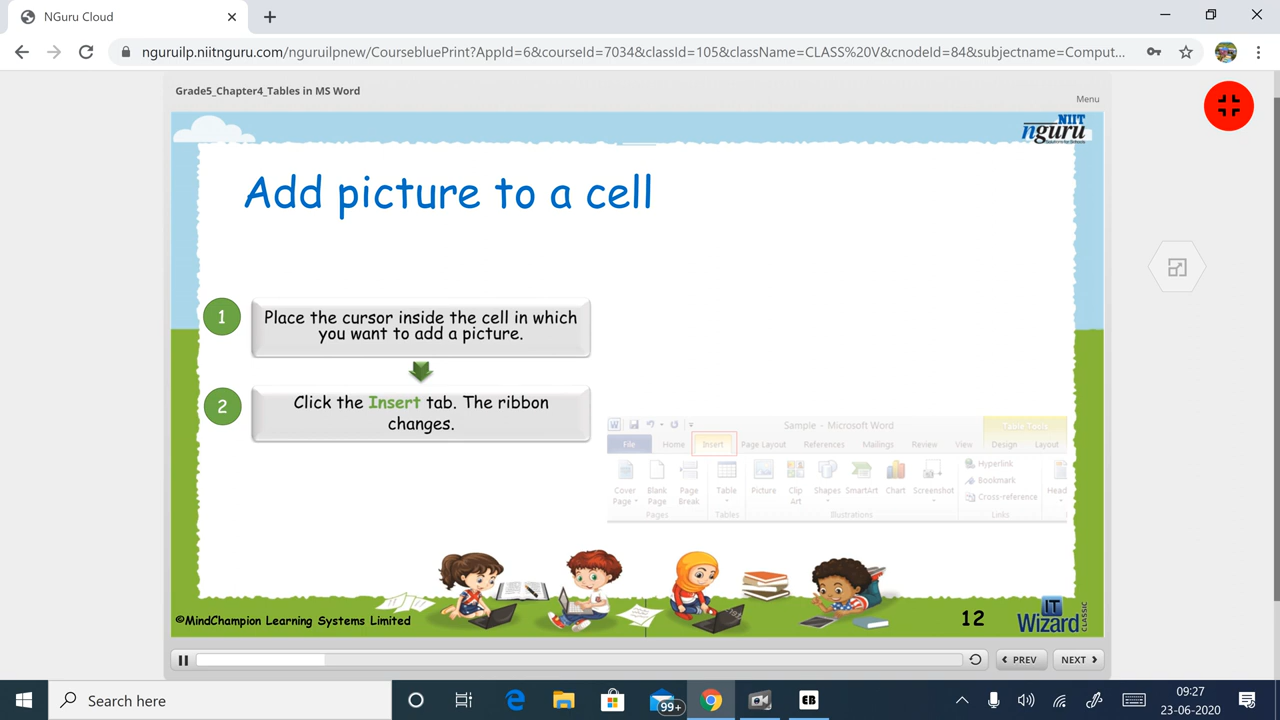 NGuru Cloud
nguruilp.niitnguru.com/nguruilpnew/CoursebluePrint?AppId=6&courseId=7034&classId=105&className=CLASS%20V&cnodeId=84&subjectname=Comput...
Grade5_Chapter4_Tables in MS Word
Menu
NIIT
nguru
Add picture to a cell
1
Place the cursor inside the cell in which
you want to add a picture.
2
Click the Insert tab. The ribbon
changes.
Sample - Microsoft Word
Table Tools
File Home Insert Page Layout References Mailings Review View Design Layout
Cover Page
Blank Page
Page Break
Table
Picture
Clip Art
Shapes
SmartArt
Chart
Screenshot
Hyperlink
Bookmark
Cross-reference
Head
Pages
Tables
Illustrations
Links
©MindChampion Learning Systems Limited
12
IT
Wizard
CLASSIC
PREV
NEXT
Search here
99+
EB
09:27
23-06-2020